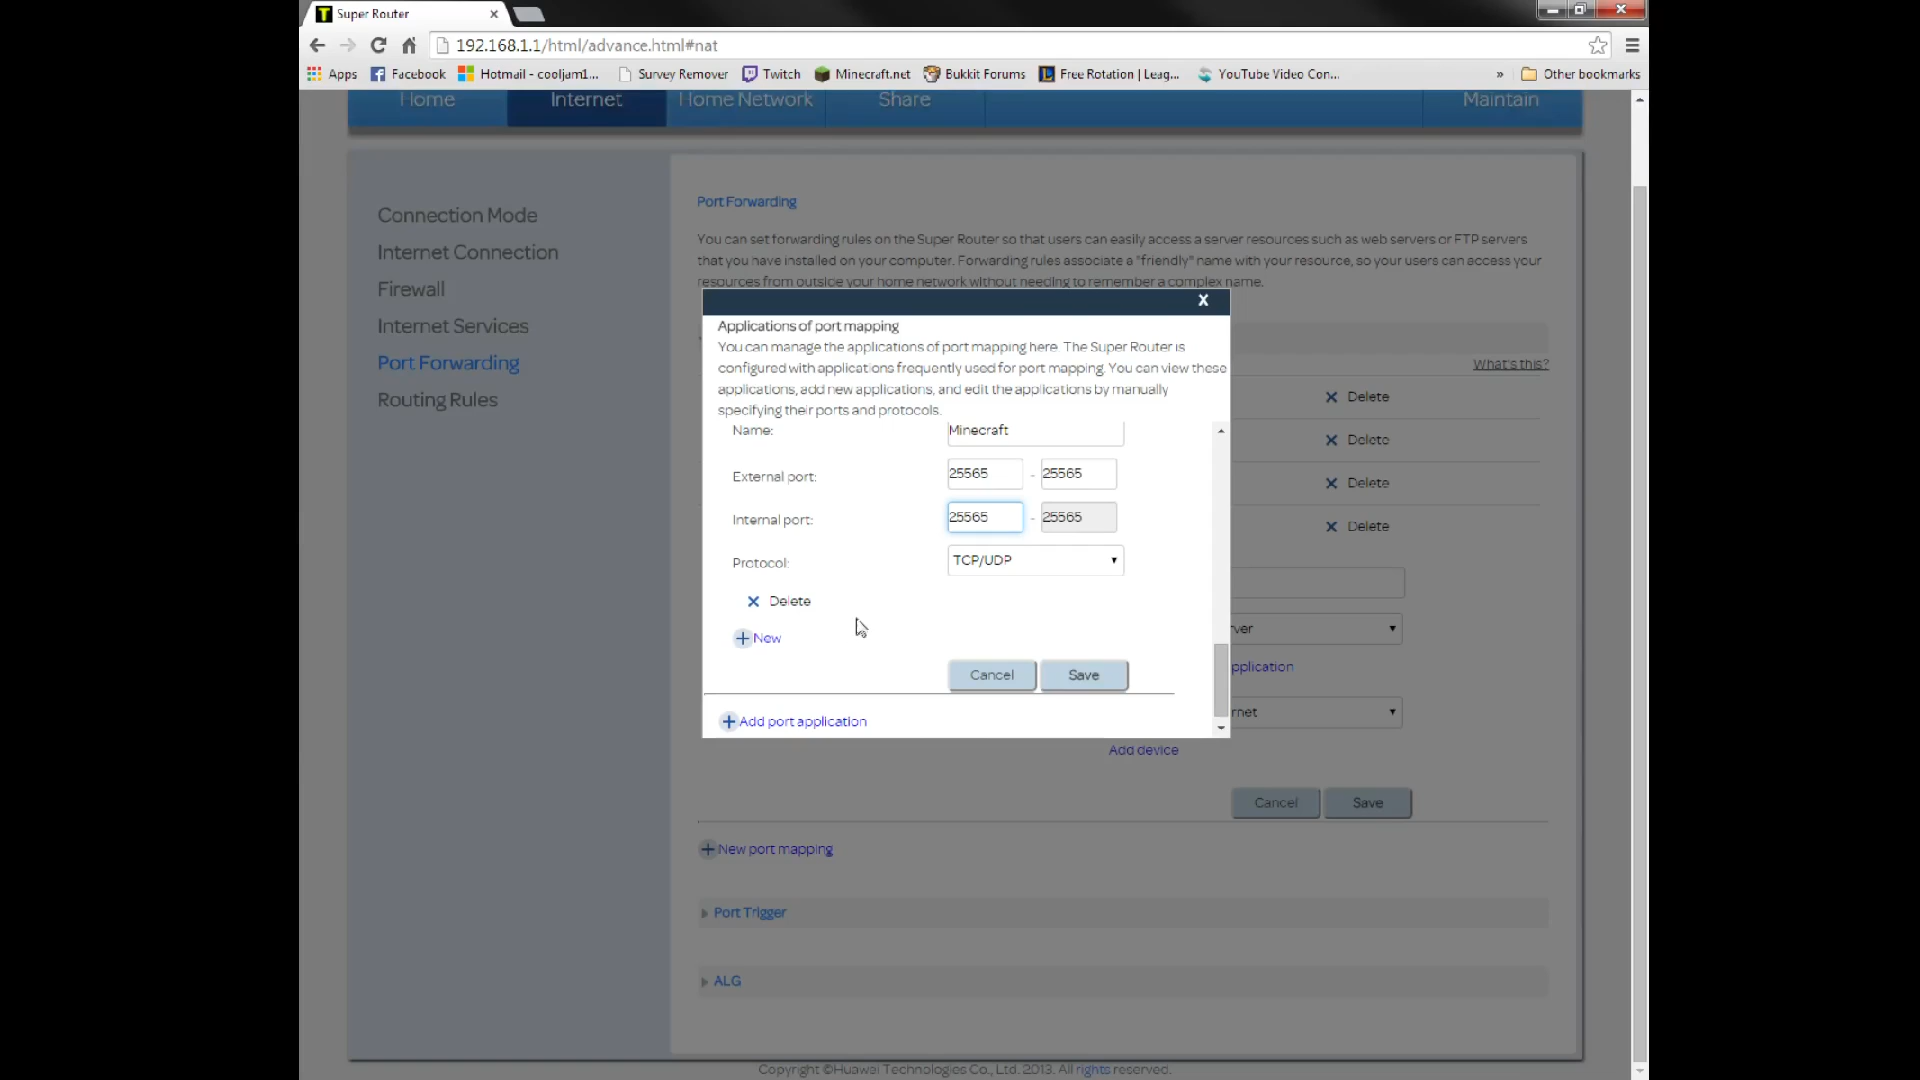 Super Router
192.168.1.1/html/advance.html#nat
Apps Facebook Hotmail - cooljam1... Survey Remover Twitch Minecraft.net Bukkit Forums Free Rotation | Leag... YouTube Video Con... » Other bookmarks
Home Internet Home Network Share Maintain
Connection Mode
Internet Connection
Firewall
Internet Services
Port Forwarding
Routing Rules
Port Forwarding
You can set forwarding rules on the Super Router so that users can easily access a server resources such as web servers or FTP servers
that you have installed on your computer. Forwarding rules associate a "friendly" name with your resource, so your users can access your
resources from outside your home network without needing to remember a complex name.
X
Applications of port mapping
You can manage the applications of port mapping here. The Super Router is
configured with applications frequently used for port mapping. You can view these
applications, add new applications, and edit the applications by manually
specifying their ports and protocols.
Name: Minecraft
External port: 25565 - 25565
Internal port: 25565 - 25565
Protocol: TCP/UDP
Delete
New
Cancel Save
Add port application
What's this?
Delete
Delete
Delete
Delete
ver
pplication
rnet
Add device
Cancel Save
New port mapping
Port Trigger
ALG
Copyright ©Huawei Technologies Co., Ltd. 2013. All rights reserved.